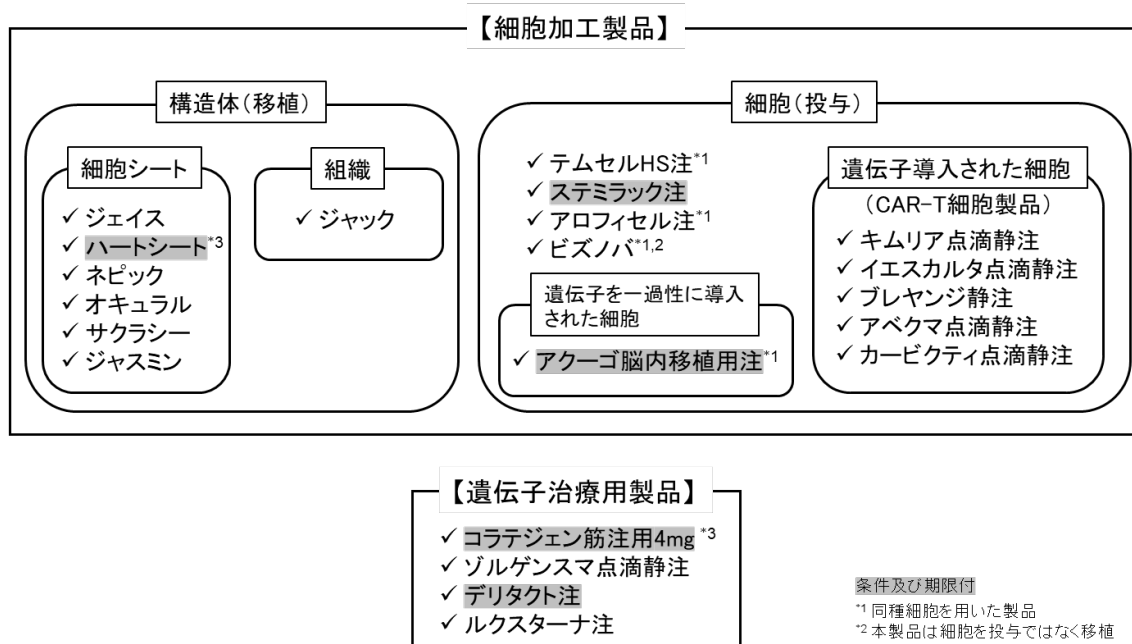 【細胞加工製品】
構造体（移植）
細胞シート
✓ ジェイス
✓ ハートシート*3
✓ ネピック
✓ オキュラル
✓ サクラシー
✓ ジャスミン
組織
✓ ジャック
細胞（投与）
✓ テムセルHS注*1
✓ ステミラック注
✓ アロフィセル注*1
✓ ビズノバ*1,2
遺伝子を一過性に導入
された細胞
✓ アクーゴ脳内移植用注*1
遺伝子導入された細胞
（CAR-T細胞製品）
✓ キムリア点滴静注
✓ イエスカルタ点滴静注
✓ ブレヤンジ静注
✓ アベクマ点滴静注
✓ カービクティ点滴静注
【遺伝子治療用製品】
✓ コラテジェン筋注用4mg *3
✓ ゾルゲンスマ点滴静注
✓ デリタクト注
✓ ルクスターナ注
条件及び期限付
*1 同種細胞を用いた製品
*2 本製品は細胞を投与ではなく移植